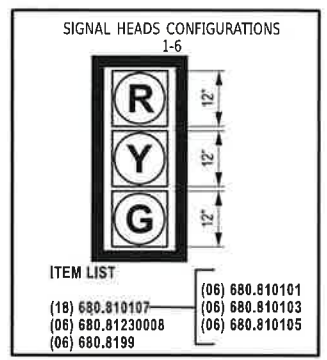 SIGNAL HEADS CONFIGURATIONS
1-6
R
12"
Y
12"
G
12"
ITEM LIST
(18) 680.810107
(06) 680.81230008
(06) 680.8199
(06) 680.810101
(06) 680.810103
(06) 680.810105